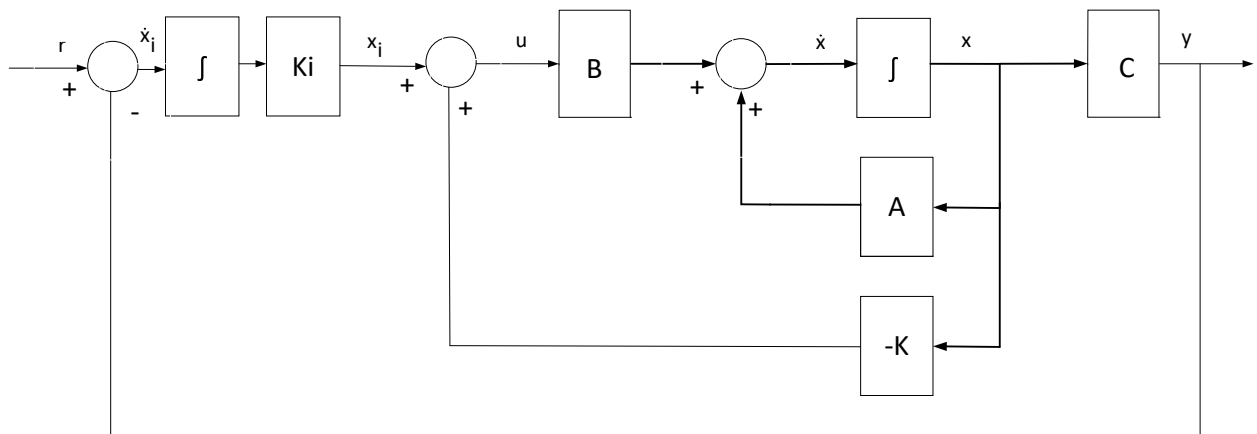 r
ẋi
∫
Ki
xi
u
B
ẋ
∫
x
C
y
+
-
+
+
+
+
A
-K